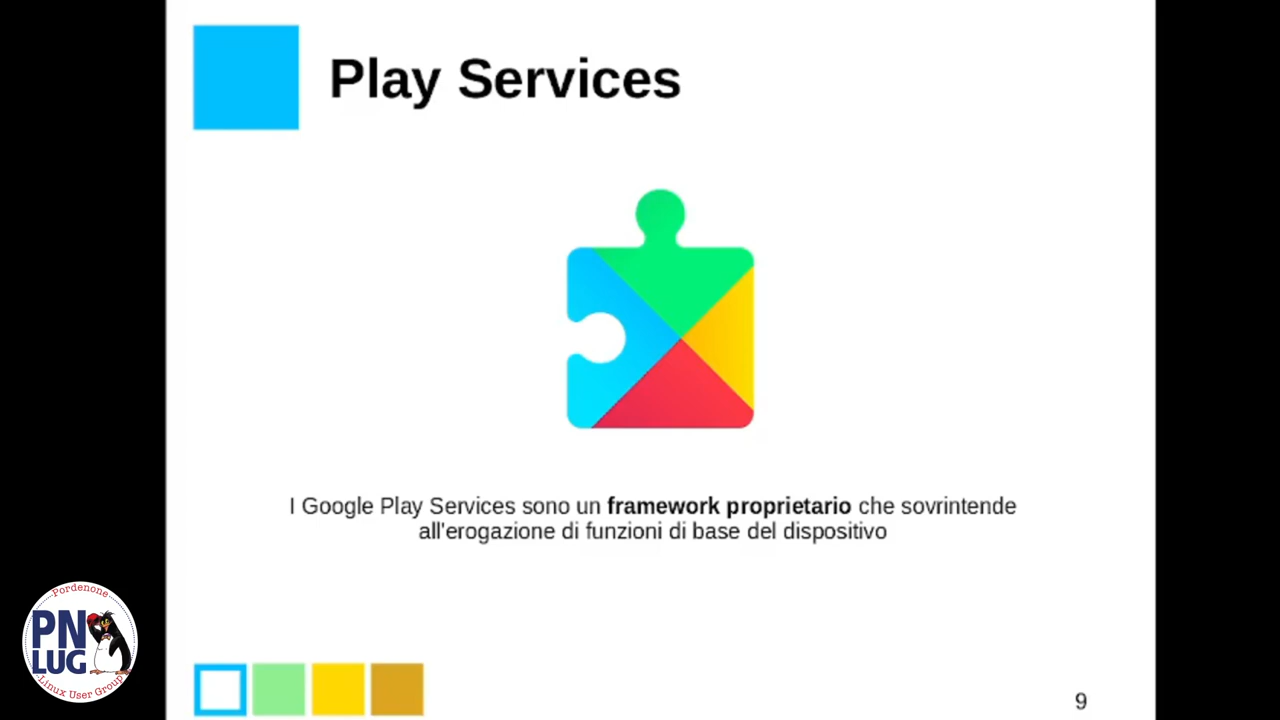 Play Services
I Google Play Services sono un framework proprietario che sovrintende
all'erogazione di funzioni di base del dispositivo
Pordenone
PN
LUG
Linux User Group
9